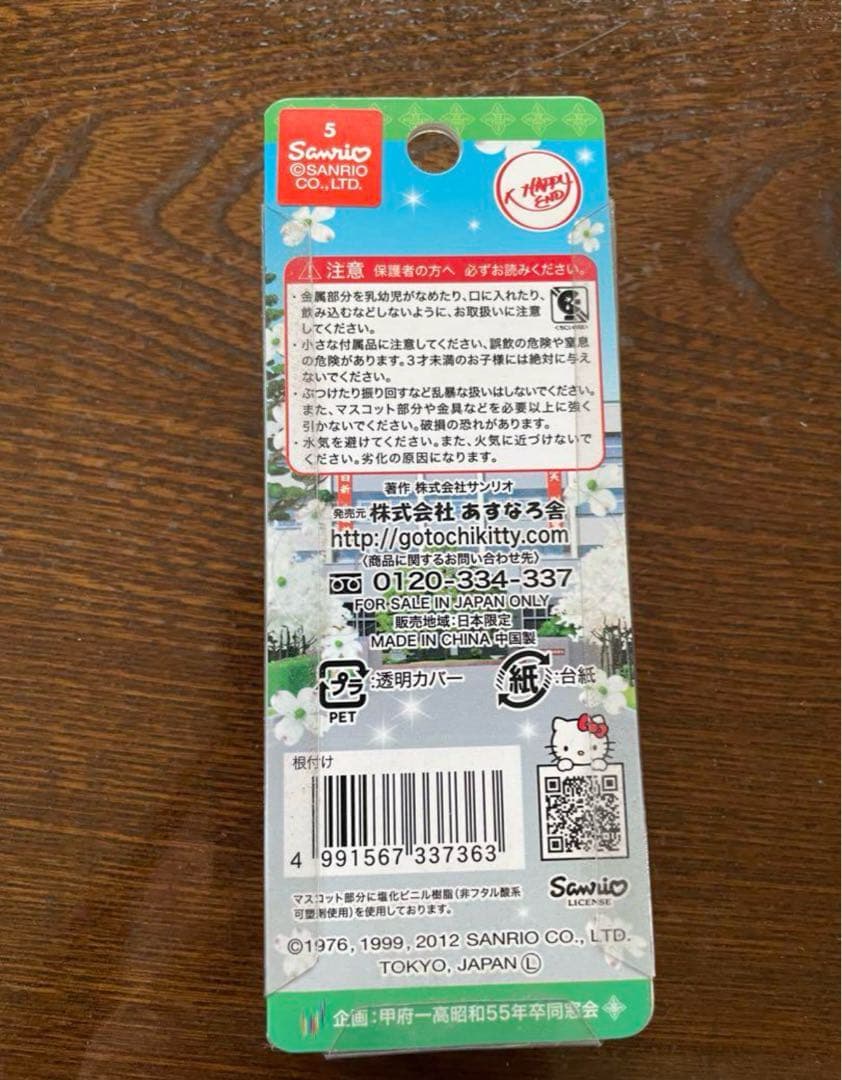 5
Sanrio
©SANRIO
CO.,LTD.
K HAPPY
END
注意 保護者の方へ 必ずお読みください。
・金属部分を乳幼児がなめたり、口に入れたり、
飲み込むなどしないように、お取扱いに注意
してください。
・小さな付属品に注意してください、誤飲の危険や窒息
の危険があります。3才未満のお子様には絶対に与え
ないでください。
・ぶつけたり振り回すなど乱暴な扱いはしないでください。
また、マスコット部分や金具などを必要以上に強く
引かないでください。破損の恐れがあります。
・水気を避けてください。また、火気に近づけないで
ください。劣化の原因になります。
著作 株式会社サンリオ
発売元 株式会社 あすなろ舎
http://gotochikitty.com
〈商品に関するお問い合わせ先〉
0120-334-337
FOR SALE IN JAPAN ONLY
販売地域:日本限定
MADE IN CHINA 中国製
プラ:透明カバー
PET
紙:台紙
根付け
4 991567 337363
マスコット部分に塩化ビニル樹脂(非フタル酸系
可塑剤使用)を使用しております。
Sanrio
LICENSE
©1976, 1999, 2012 SANRIO CO., LTD.
TOKYO, JAPAN Ⓛ
企画:甲府一高昭和55年卒同窓会